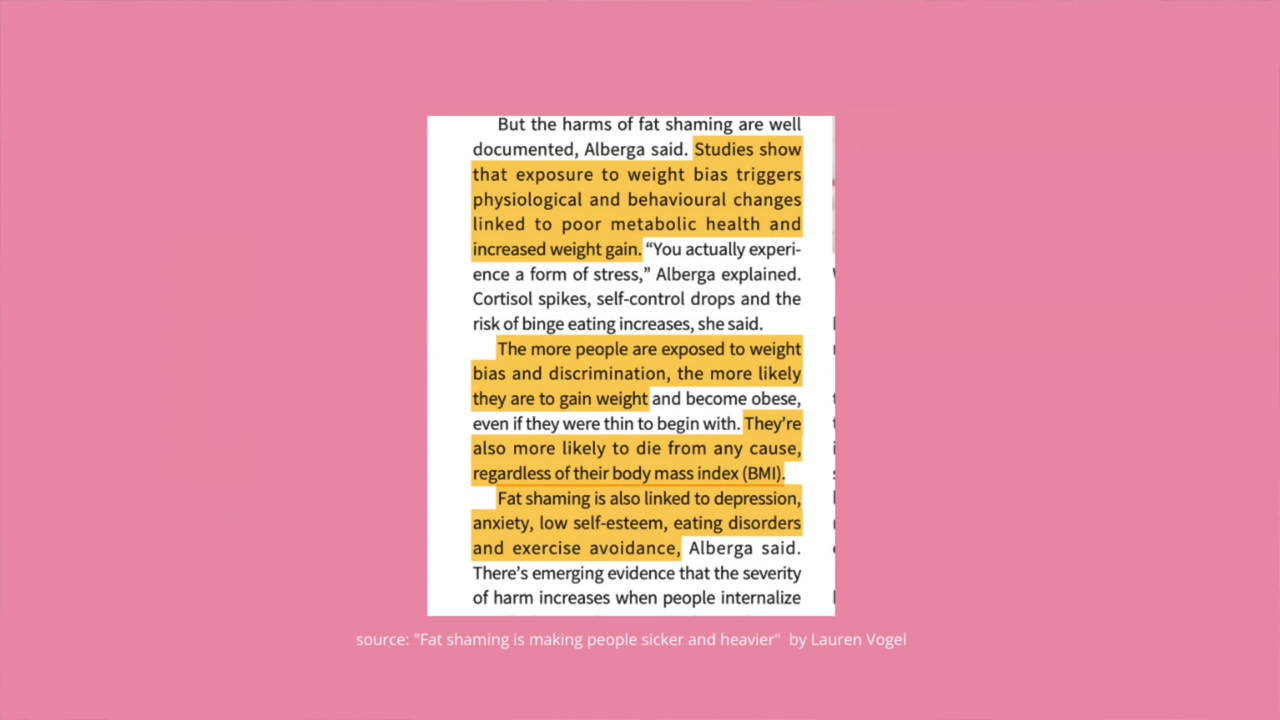 But the harms of fat shaming are well
documented, Alberga said. Studies show
that exposure to weight bias triggers
physiological and behavioural changes
linked to poor metabolic health and
increased weight gain. “You actually experi-
ence a form of stress,” Alberga explained.
Cortisol spikes, self-control drops and the
risk of binge eating increases, she said.
The more people are exposed to weight
bias and discrimination, the more likely
they are to gain weight and become obese,
even if they were thin to begin with. They’re
also more likely to die from any cause,
regardless of their body mass index (BMI).
Fat shaming is also linked to depression,
anxiety, low self-esteem, eating disorders
and exercise avoidance, Alberga said.
There’s emerging evidence that the severity
of harm increases when people internalize
source: "Fat shaming is making people sicker and heavier" by Lauren Vogel